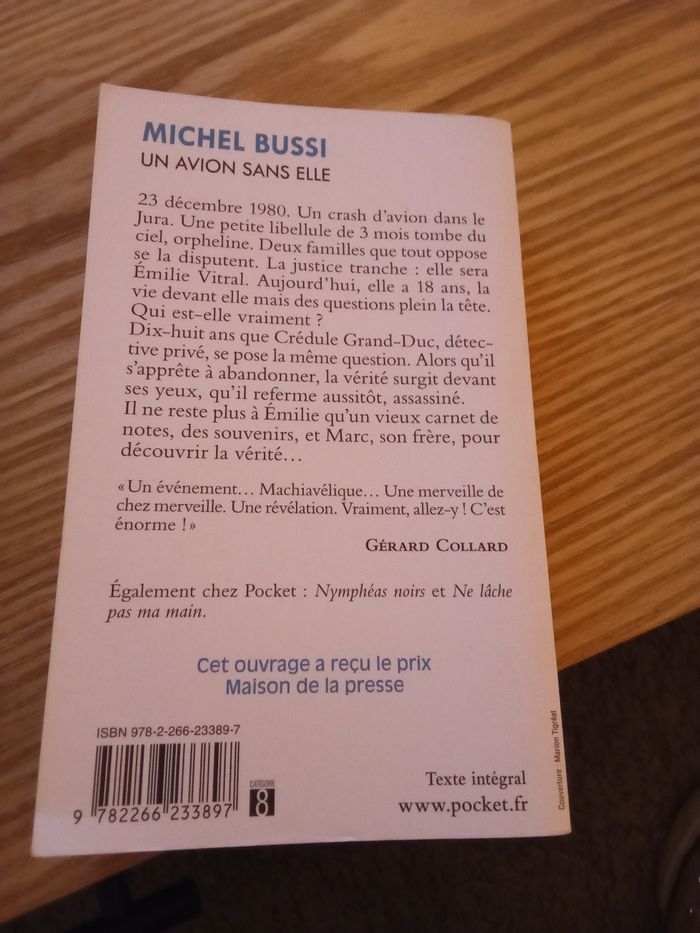 MICHEL BUSSI
UN AVION SANS ELLE
23 décembre 1980. Un crash d'avion dans le
Jura. Une petite libellule de 3 mois tombe du
ciel, orpheline. Deux familles que tout oppose
se la disputent. La justice tranche : elle sera
Émilie Vitral. Aujourd'hui, elle a 18 ans, la
vie devant elle mais des questions plein la tête.
Qui est-elle vraiment ?
Dix-huit ans que Crédule Grand-Duc, détec-
tive privé, se pose la même question. Alors qu'il
s'apprête à abandonner, la vérité surgit devant
ses yeux, qu'il referme aussitôt, assassiné.
Il ne reste plus à Émilie qu'un vieux carnet de
notes, des souvenirs, et Marc, son frère, pour
découvrir la vérité…
« Un événement… Machiavélique… Une merveille de
chez merveille. Une révélation. Vraiment, allez-y ! C'est
énorme ! »
GÉRARD COLLARD
Également chez Pocket : Nymphéas noirs et Ne lâche
pas ma main.
Cet ouvrage a reçu le prix
Maison de la presse
ISBN 978-2-266-23389-7
9 782266 233897
CATÉGORIE
8
Texte intégral
www.pocket.fr
Couverture : Marion Tigréat